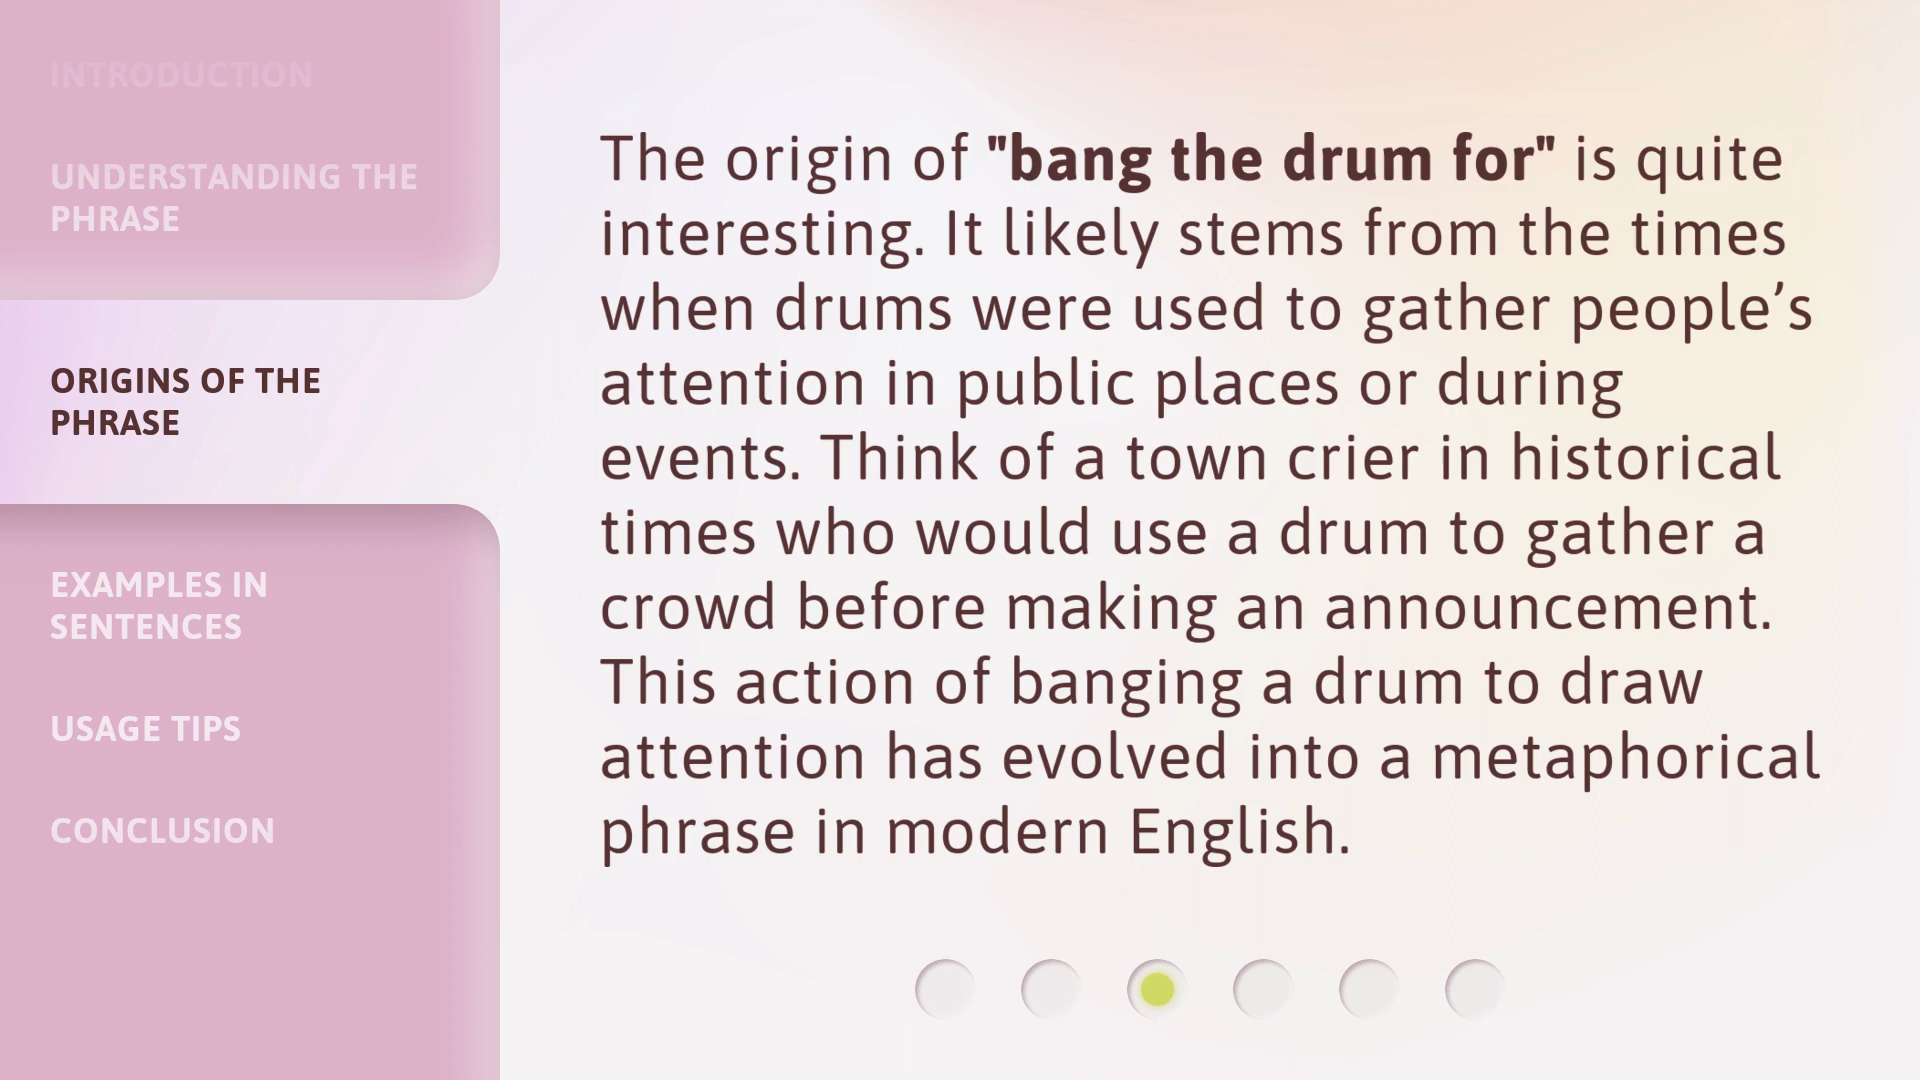 INTRODUCTION
UNDERSTANDING THE
PHRASE
ORIGINS OF THE
PHRASE
EXAMPLES IN
SENTENCES
USAGE TIPS
CONCLUSION
The origin of "bang the drum for" is quite
interesting. It likely stems from the times
when drums were used to gather people’s
attention in public places or during
events. Think of a town crier in historical
times who would use a drum to gather a
crowd before making an announcement.
This action of banging a drum to draw
attention has evolved into a metaphorical
phrase in modern English.